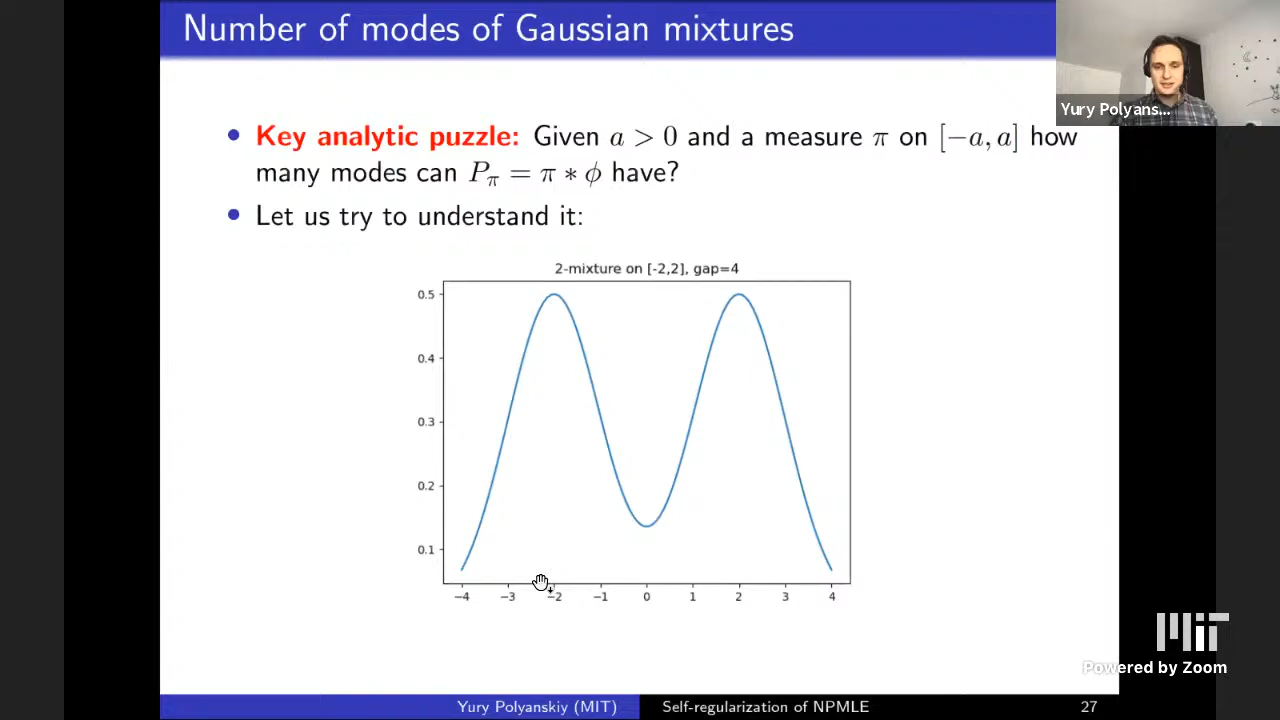 Number of modes of Gaussian mixtures
Yury Polyans...
• Key analytic puzzle: Given a > 0 and a measure π on [−a, a] how
many modes can P_π = π ∗ ϕ have?
• Let us try to understand it:
2-mixture on [-2,2], gap=4
0.5
0.4
0.3
0.2
0.1
−4 −3 −2 −1 0 1 2 3 4
MIT
Powered by Zoom
Yury Polyanskiy (MIT) Self-regularization of NPMLE 27